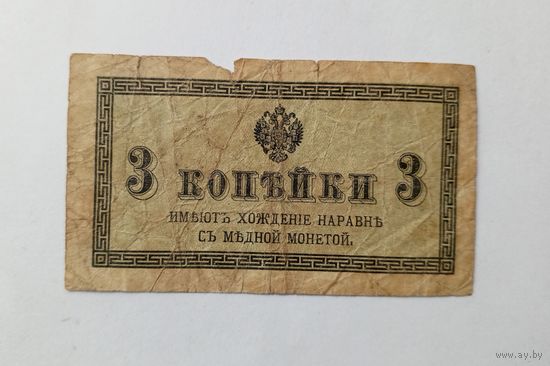 3 КОПѢЙКИ 3
ИМѢЮТЪ ХОЖДЕНІЕ НАРАВНѢ
СЪ МѢДНОЙ МОНЕТОЙ.
www.ay.by